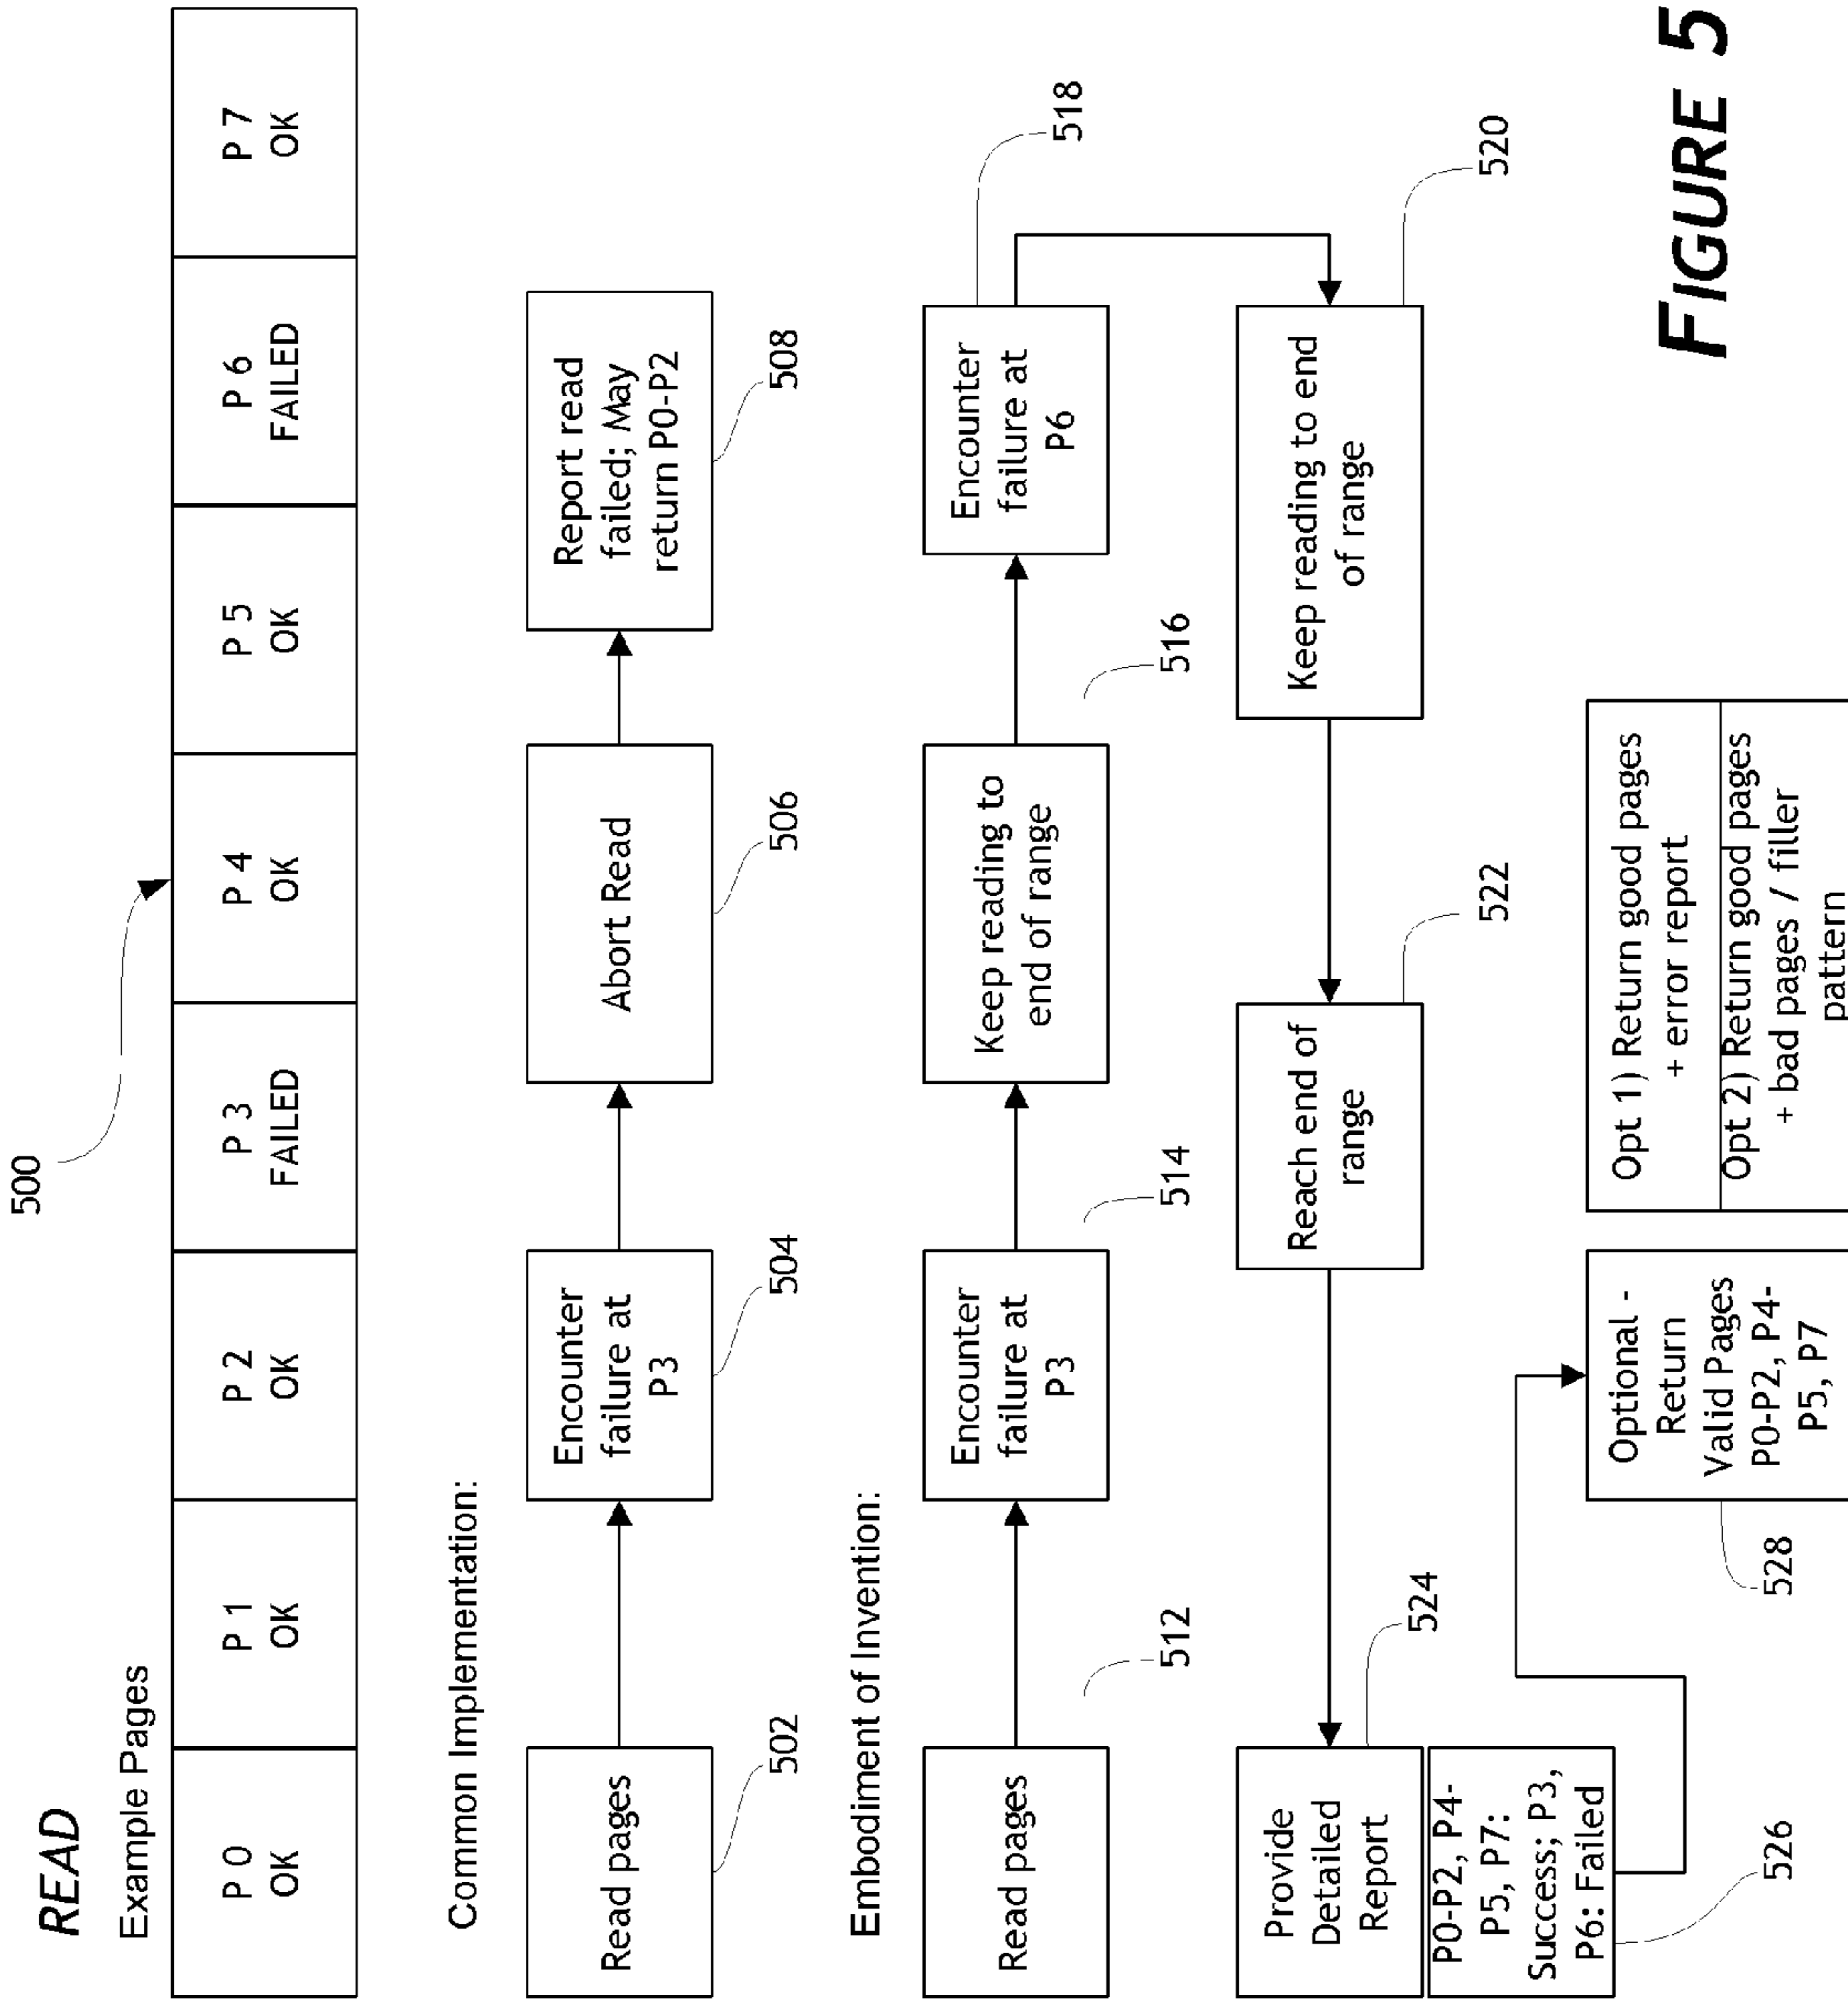 READ
Example Pages
500
P 0
OK
P 1
OK
P 2
OK
P 3
FAILED
P 4
OK
P 5
OK
P 6
FAILED
P 7
OK
Common Implementation:
Read pages
502
Encounter
failure at
P3
504
Abort Read
506
Report read
failed; May
return P0-P2
508
Embodiment of Invention:
Read pages
512
Encounter
failure at
P3
514
Keep reading to
end of range
516
Encounter
failure at
P6
518
Keep reading to end
of range
520
Reach end of
range
522
Provide
Detailed
Report
524
P0-P2, P4-
P5, P7:
Success; P3,
P6: Failed
526
Optional -
Return
Valid Pages
P0-P2, P4-
P5, P7
528
Opt 1) Return good pages
+ error report
Opt 2) Return good pages
+ bad pages / filler
pattern
FIGURE 5